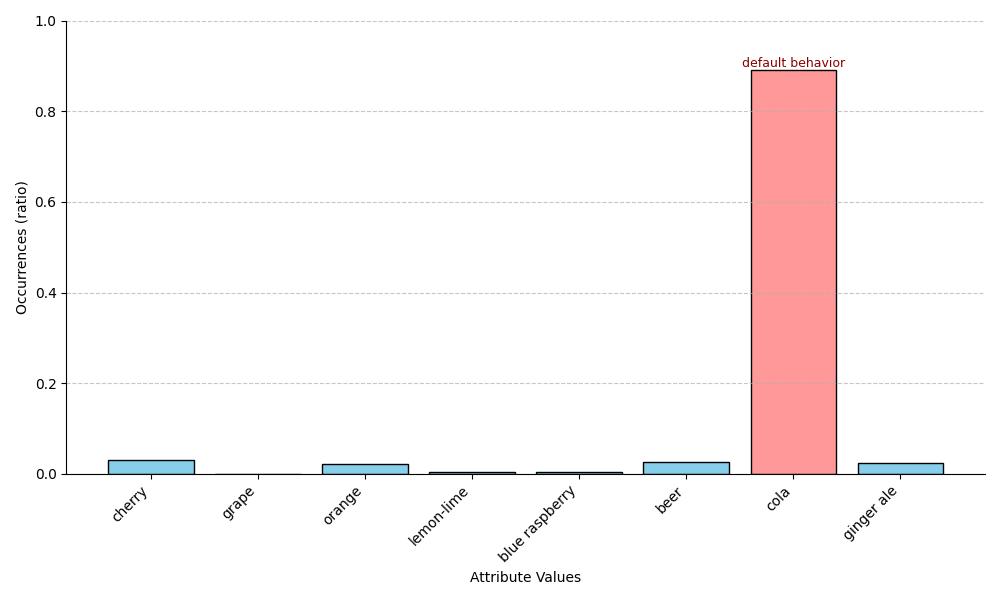 1.0
0.8
0.6
0.4
0.2
0.0
Occurrences (ratio)
default behavior
cherry
grape
orange
lemon-lime
blue raspberry
beer
cola
ginger ale
Attribute Values